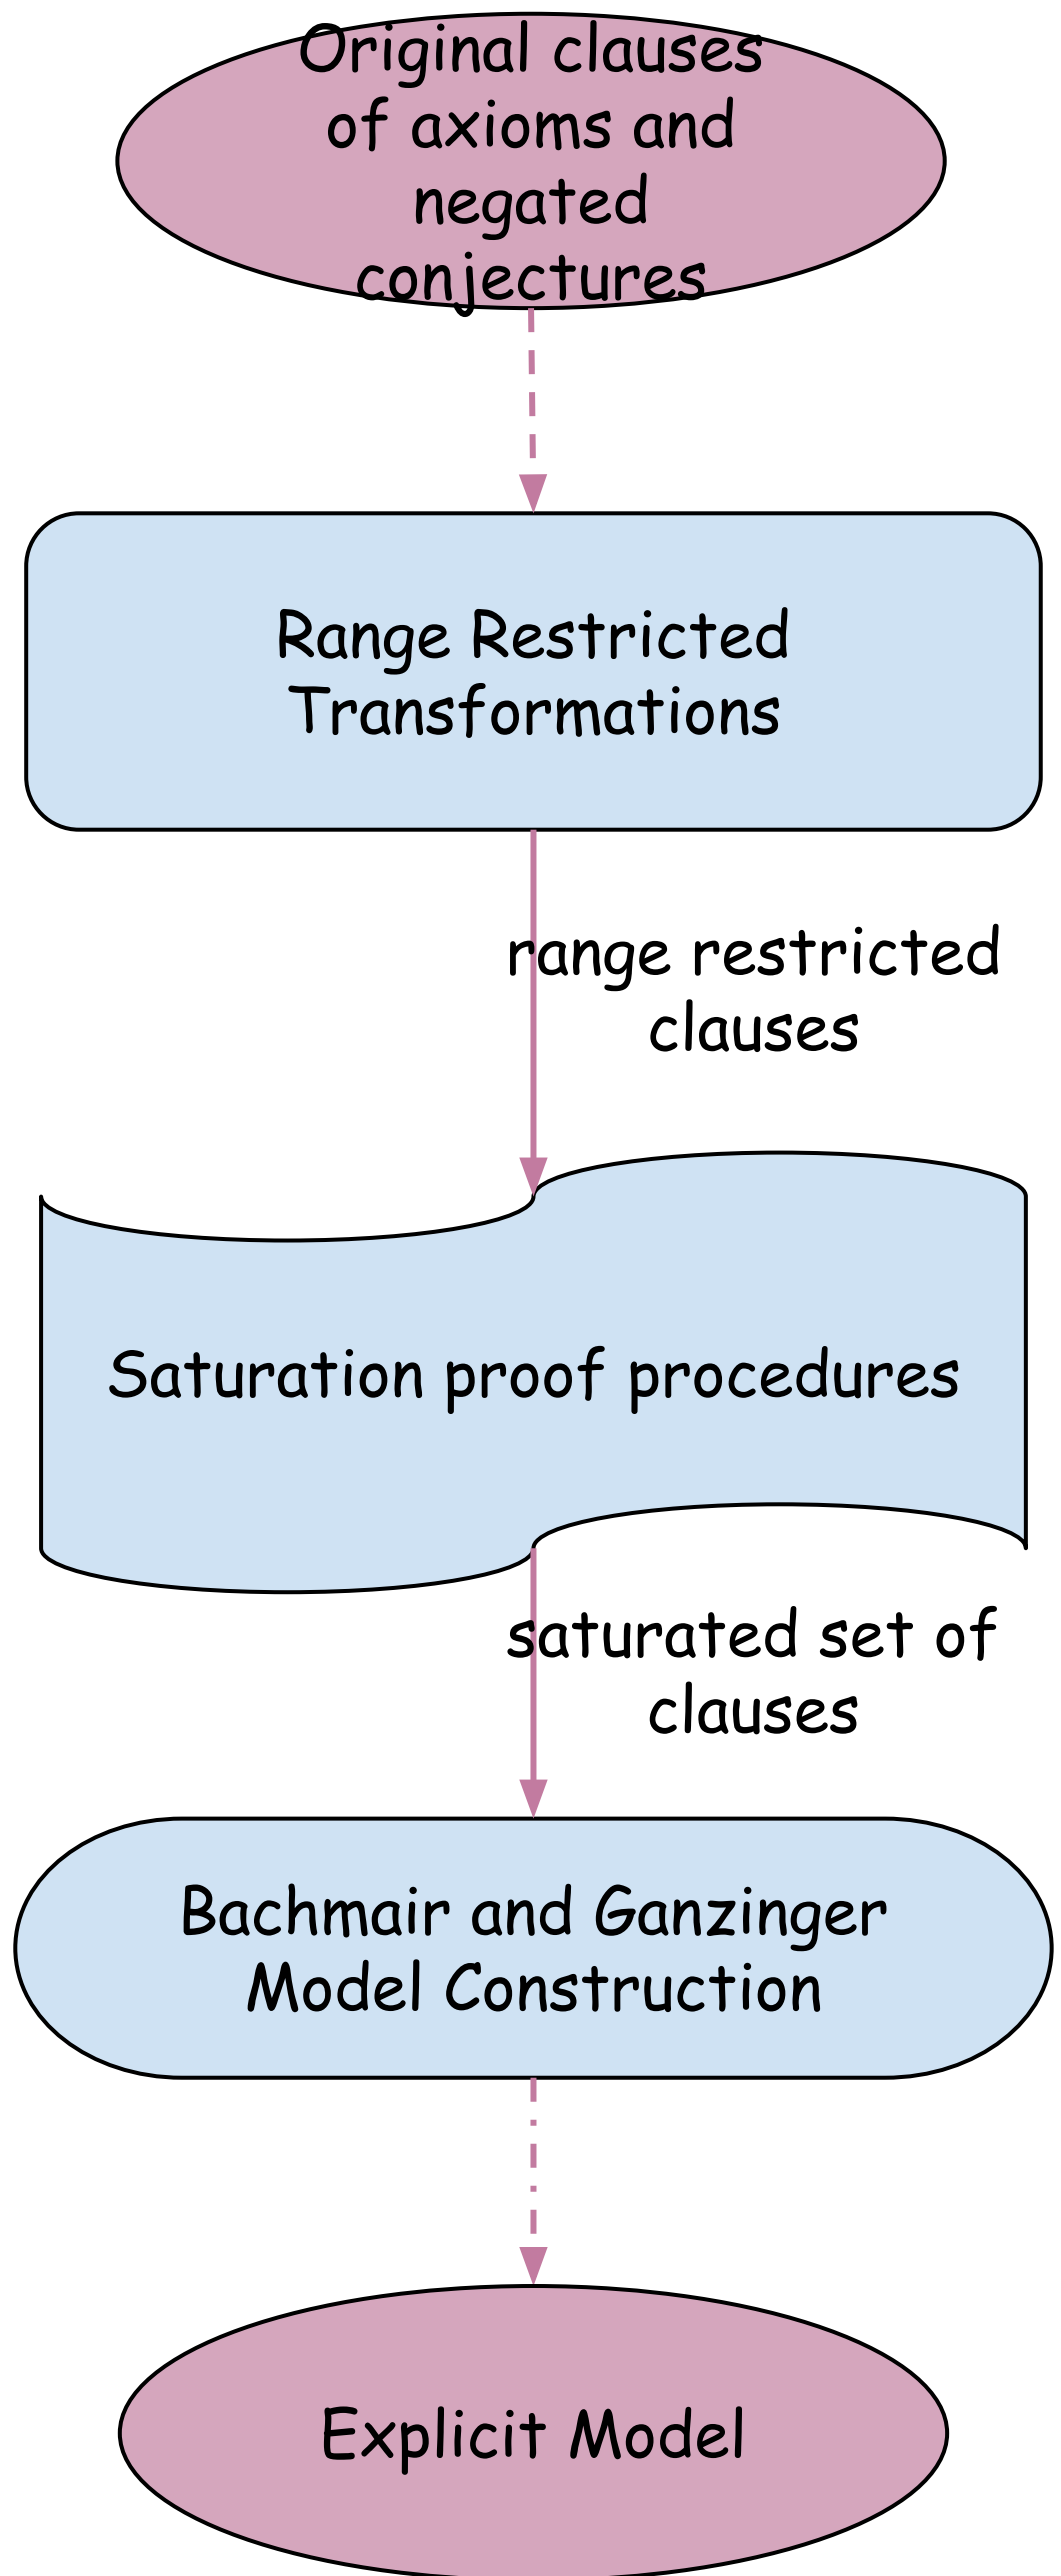 Original clauses
of axioms and
negated
conjectures
Range Restricted
Transformations
range restricted
clauses
Saturation proof procedures
saturated set of
clauses
Bachmair and Ganzinger
Model Construction
Explicit Model